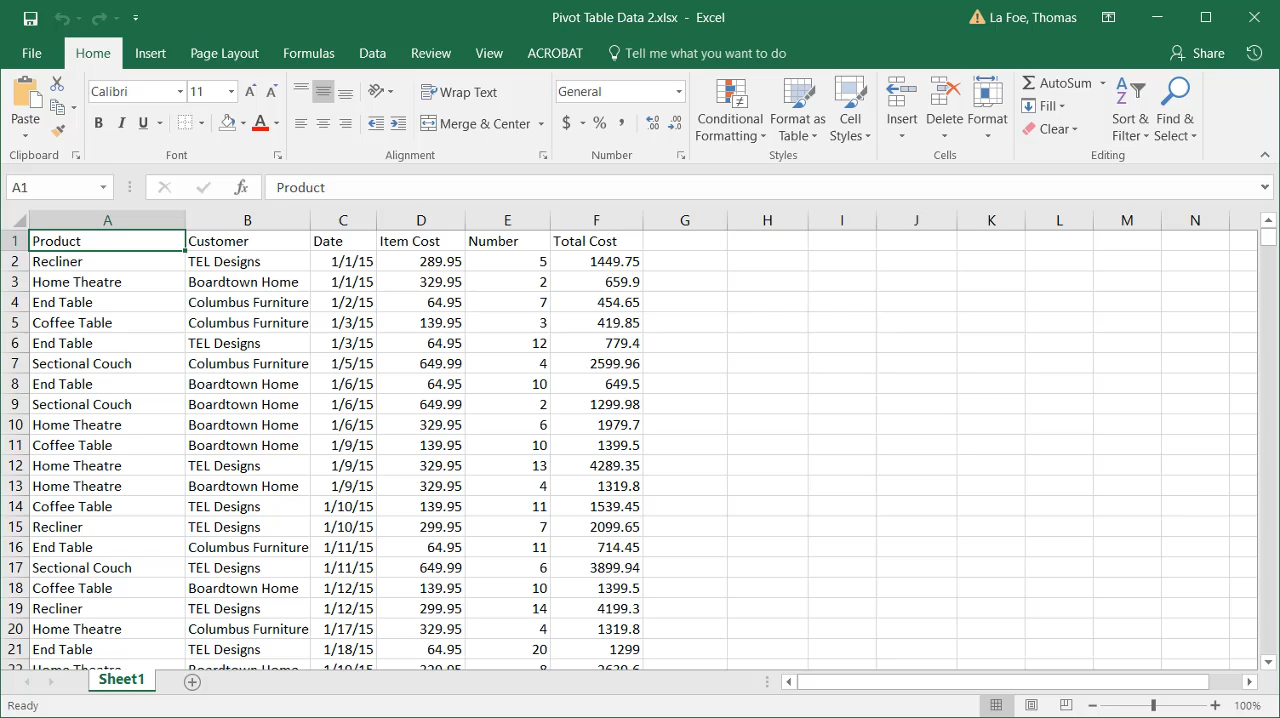 Pivot Table Data 2.xlsx - Excel
La Foe, Thomas
File Home Insert Page Layout Formulas Data Review View ACROBAT Tell me what you want to do Share
Paste
Clipboard
Calibri 11
B I U
Font
Wrap Text
Merge & Center
Alignment
General
$ % ,
Number
Conditional Formatting
Format as Table
Cell Styles
Styles
Insert
Delete
Format
Cells
AutoSum
Fill
Clear
Sort & Filter
Find & Select
Editing
A1 fx Product
A B C D E F G H I J K L M N
1 Product Customer Date Item Cost Number Total Cost
2 Recliner TEL Designs 1/1/15 289.95 5 1449.75
3 Home Theatre Boardtown Home 1/1/15 329.95 2 659.9
4 End Table Columbus Furniture 1/2/15 64.95 7 454.65
5 Coffee Table Columbus Furniture 1/3/15 139.95 3 419.85
6 End Table TEL Designs 1/3/15 64.95 12 779.4
7 Sectional Couch Columbus Furniture 1/5/15 649.99 4 2599.96
8 End Table Boardtown Home 1/6/15 64.95 10 649.5
9 Sectional Couch Boardtown Home 1/6/15 649.99 2 1299.98
10 Home Theatre Boardtown Home 1/6/15 329.95 6 1979.7
11 Coffee Table Boardtown Home 1/9/15 139.95 10 1399.5
12 Home Theatre TEL Designs 1/9/15 329.95 13 4289.35
13 Home Theatre Boardtown Home 1/9/15 329.95 4 1319.8
14 Coffee Table TEL Designs 1/10/15 139.95 11 1539.45
15 Recliner TEL Designs 1/10/15 299.95 7 2099.65
16 End Table Columbus Furniture 1/11/15 64.95 11 714.45
17 Sectional Couch TEL Designs 1/11/15 649.99 6 3899.94
18 Coffee Table Boardtown Home 1/12/15 139.95 10 1399.5
19 Recliner TEL Designs 1/12/15 299.95 14 4199.3
20 Home Theatre Columbus Furniture 1/17/15 329.95 4 1319.8
21 End Table TEL Designs 1/18/15 64.95 20 1299
22 Home Theatre Boardtown Home 1/19/15 329.95 8 2639.6
Sheet1
Ready 100%